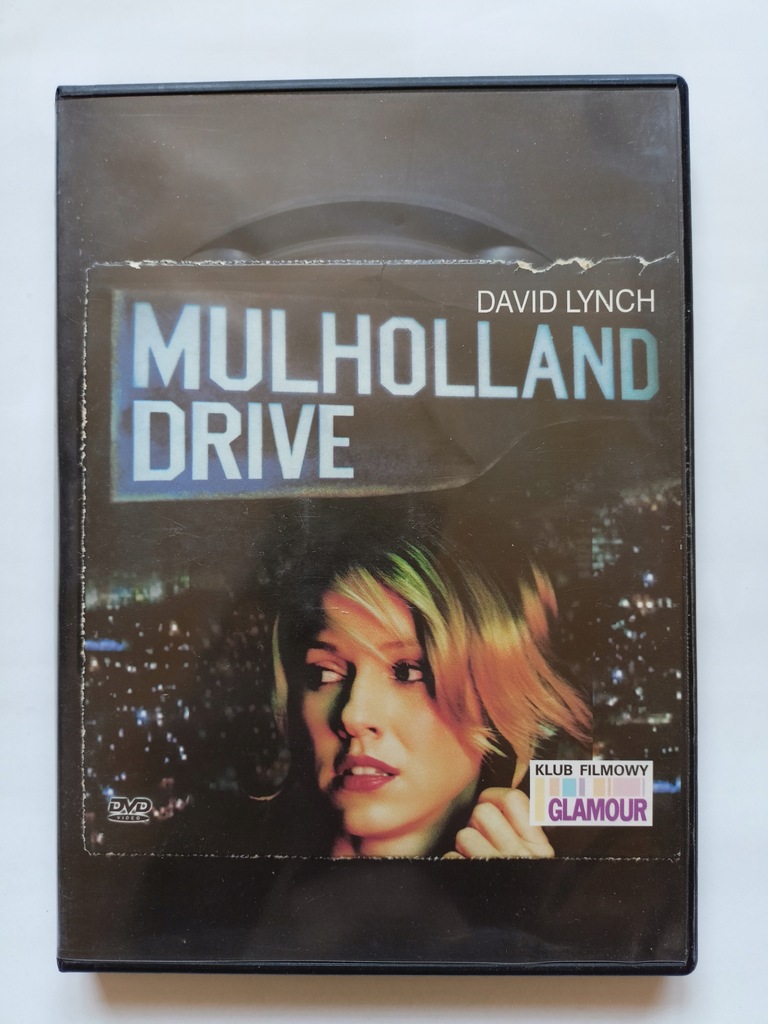 DAVID LYNCH
MULHOLLAND
DRIVE
KLUB FILMOWY
GLAMOUR
DVD
VIDEO